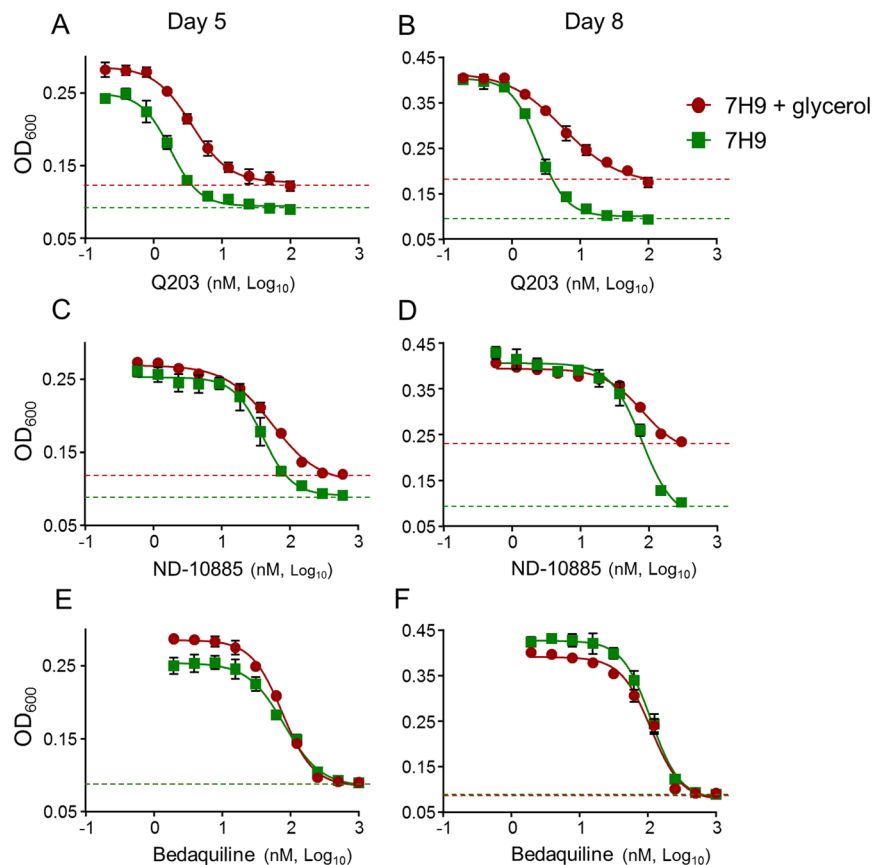 A Day 5
B Day 8
OD600
0.25
0.15
0.05
-1 0 1 2 3
Q203 (nM, Log10)
0.45
0.35
0.25
0.15
0.05
-1 0 1 2 3
Q203 (nM, Log10)
7H9 + glycerol
7H9
C
D
OD600
0.25
0.15
0.05
-1 0 1 2 3
ND-10885 (nM, Log10)
0.45
0.35
0.25
0.15
0.05
-1 0 1 2 3
ND-10885 (nM, Log10)
E
F
OD600
0.25
0.15
0.05
-1 0 1 2 3
Bedaquiline (nM, Log10)
0.45
0.35
0.25
0.15
0.05
-1 0 1 2 3
Bedaquiline (nM, Log10)